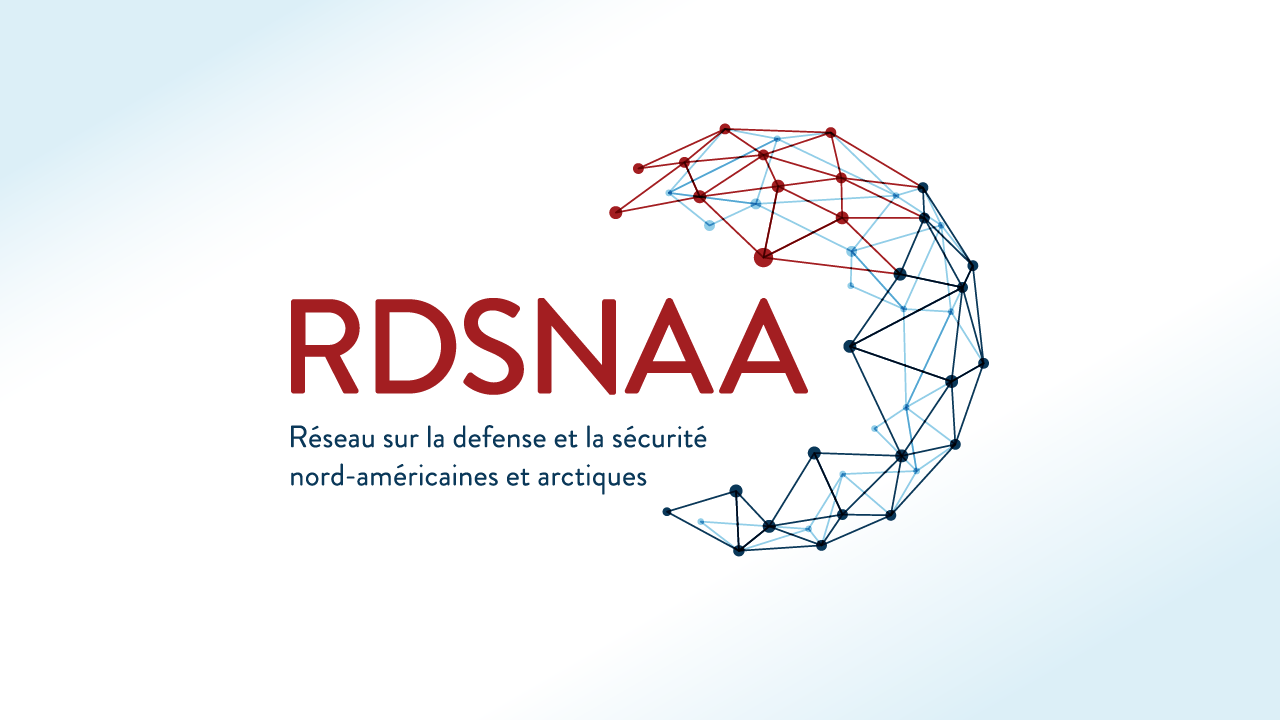 RDSNAA
Réseau sur la defense et la sécurité
nord-américaines et arctiques